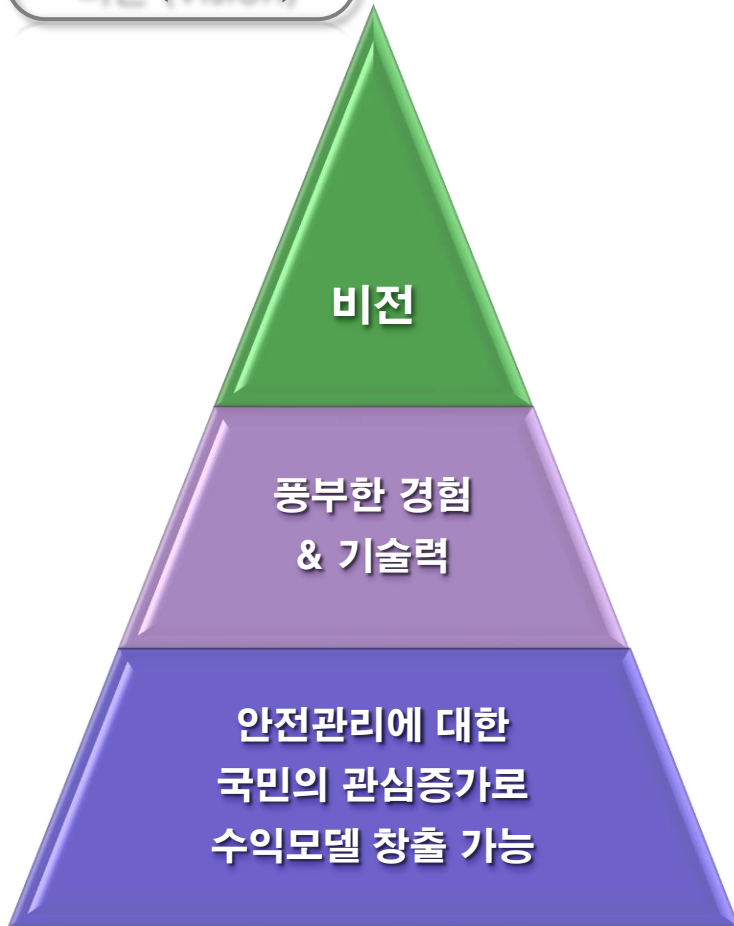 비전
풍부한 경험
& 기술력
안전관리에 대한
국민의 관심증가로
수익모델 창출 가능